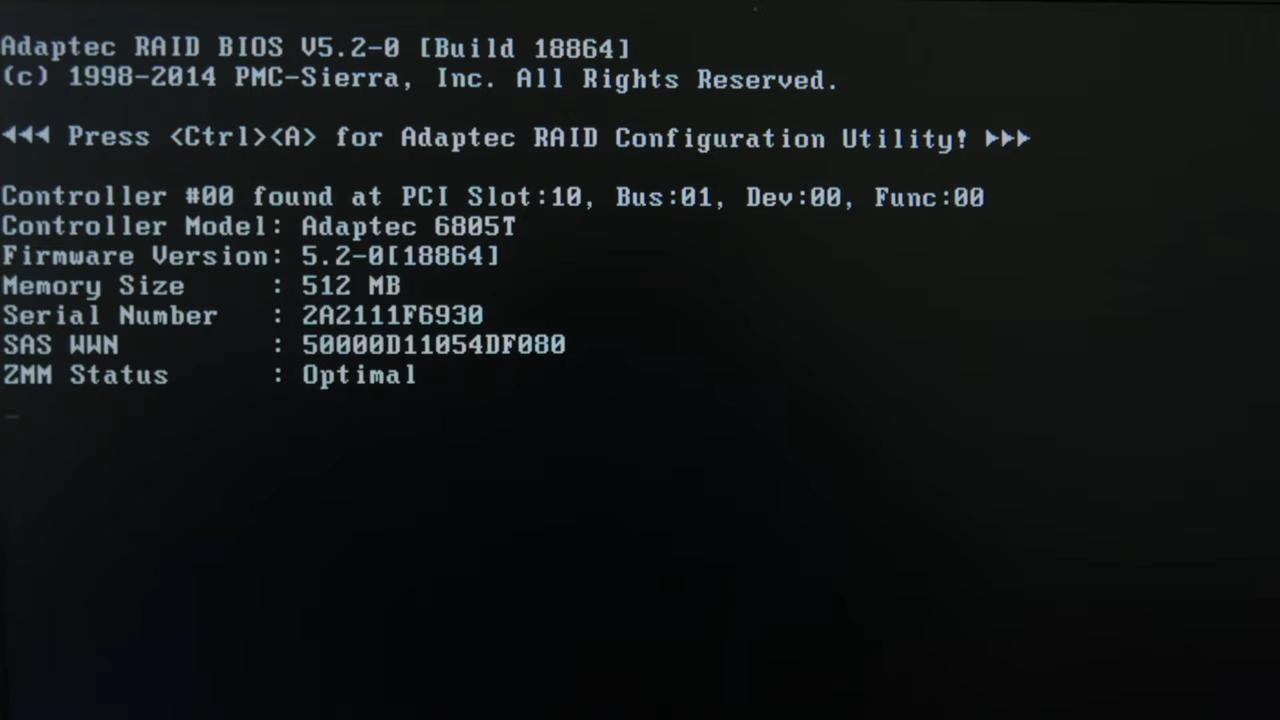 Adaptec RAID BIOS V5.2-0 [Build 18864]
(c) 1998-2014 PMC-Sierra, Inc. All Rights Reserved.
◄◄◄ Press <Ctrl><A> for Adaptec RAID Configuration Utility! ►►►
Controller #00 found at PCI Slot:10, Bus:01, Dev:00, Func:00
Controller Model: Adaptec 6805T
Firmware Version: 5.2-0[18864]
Memory Size : 512 MB
Serial Number : 2A2111F6930
SAS WWN : 50000D11054DF080
ZMM Status : Optimal